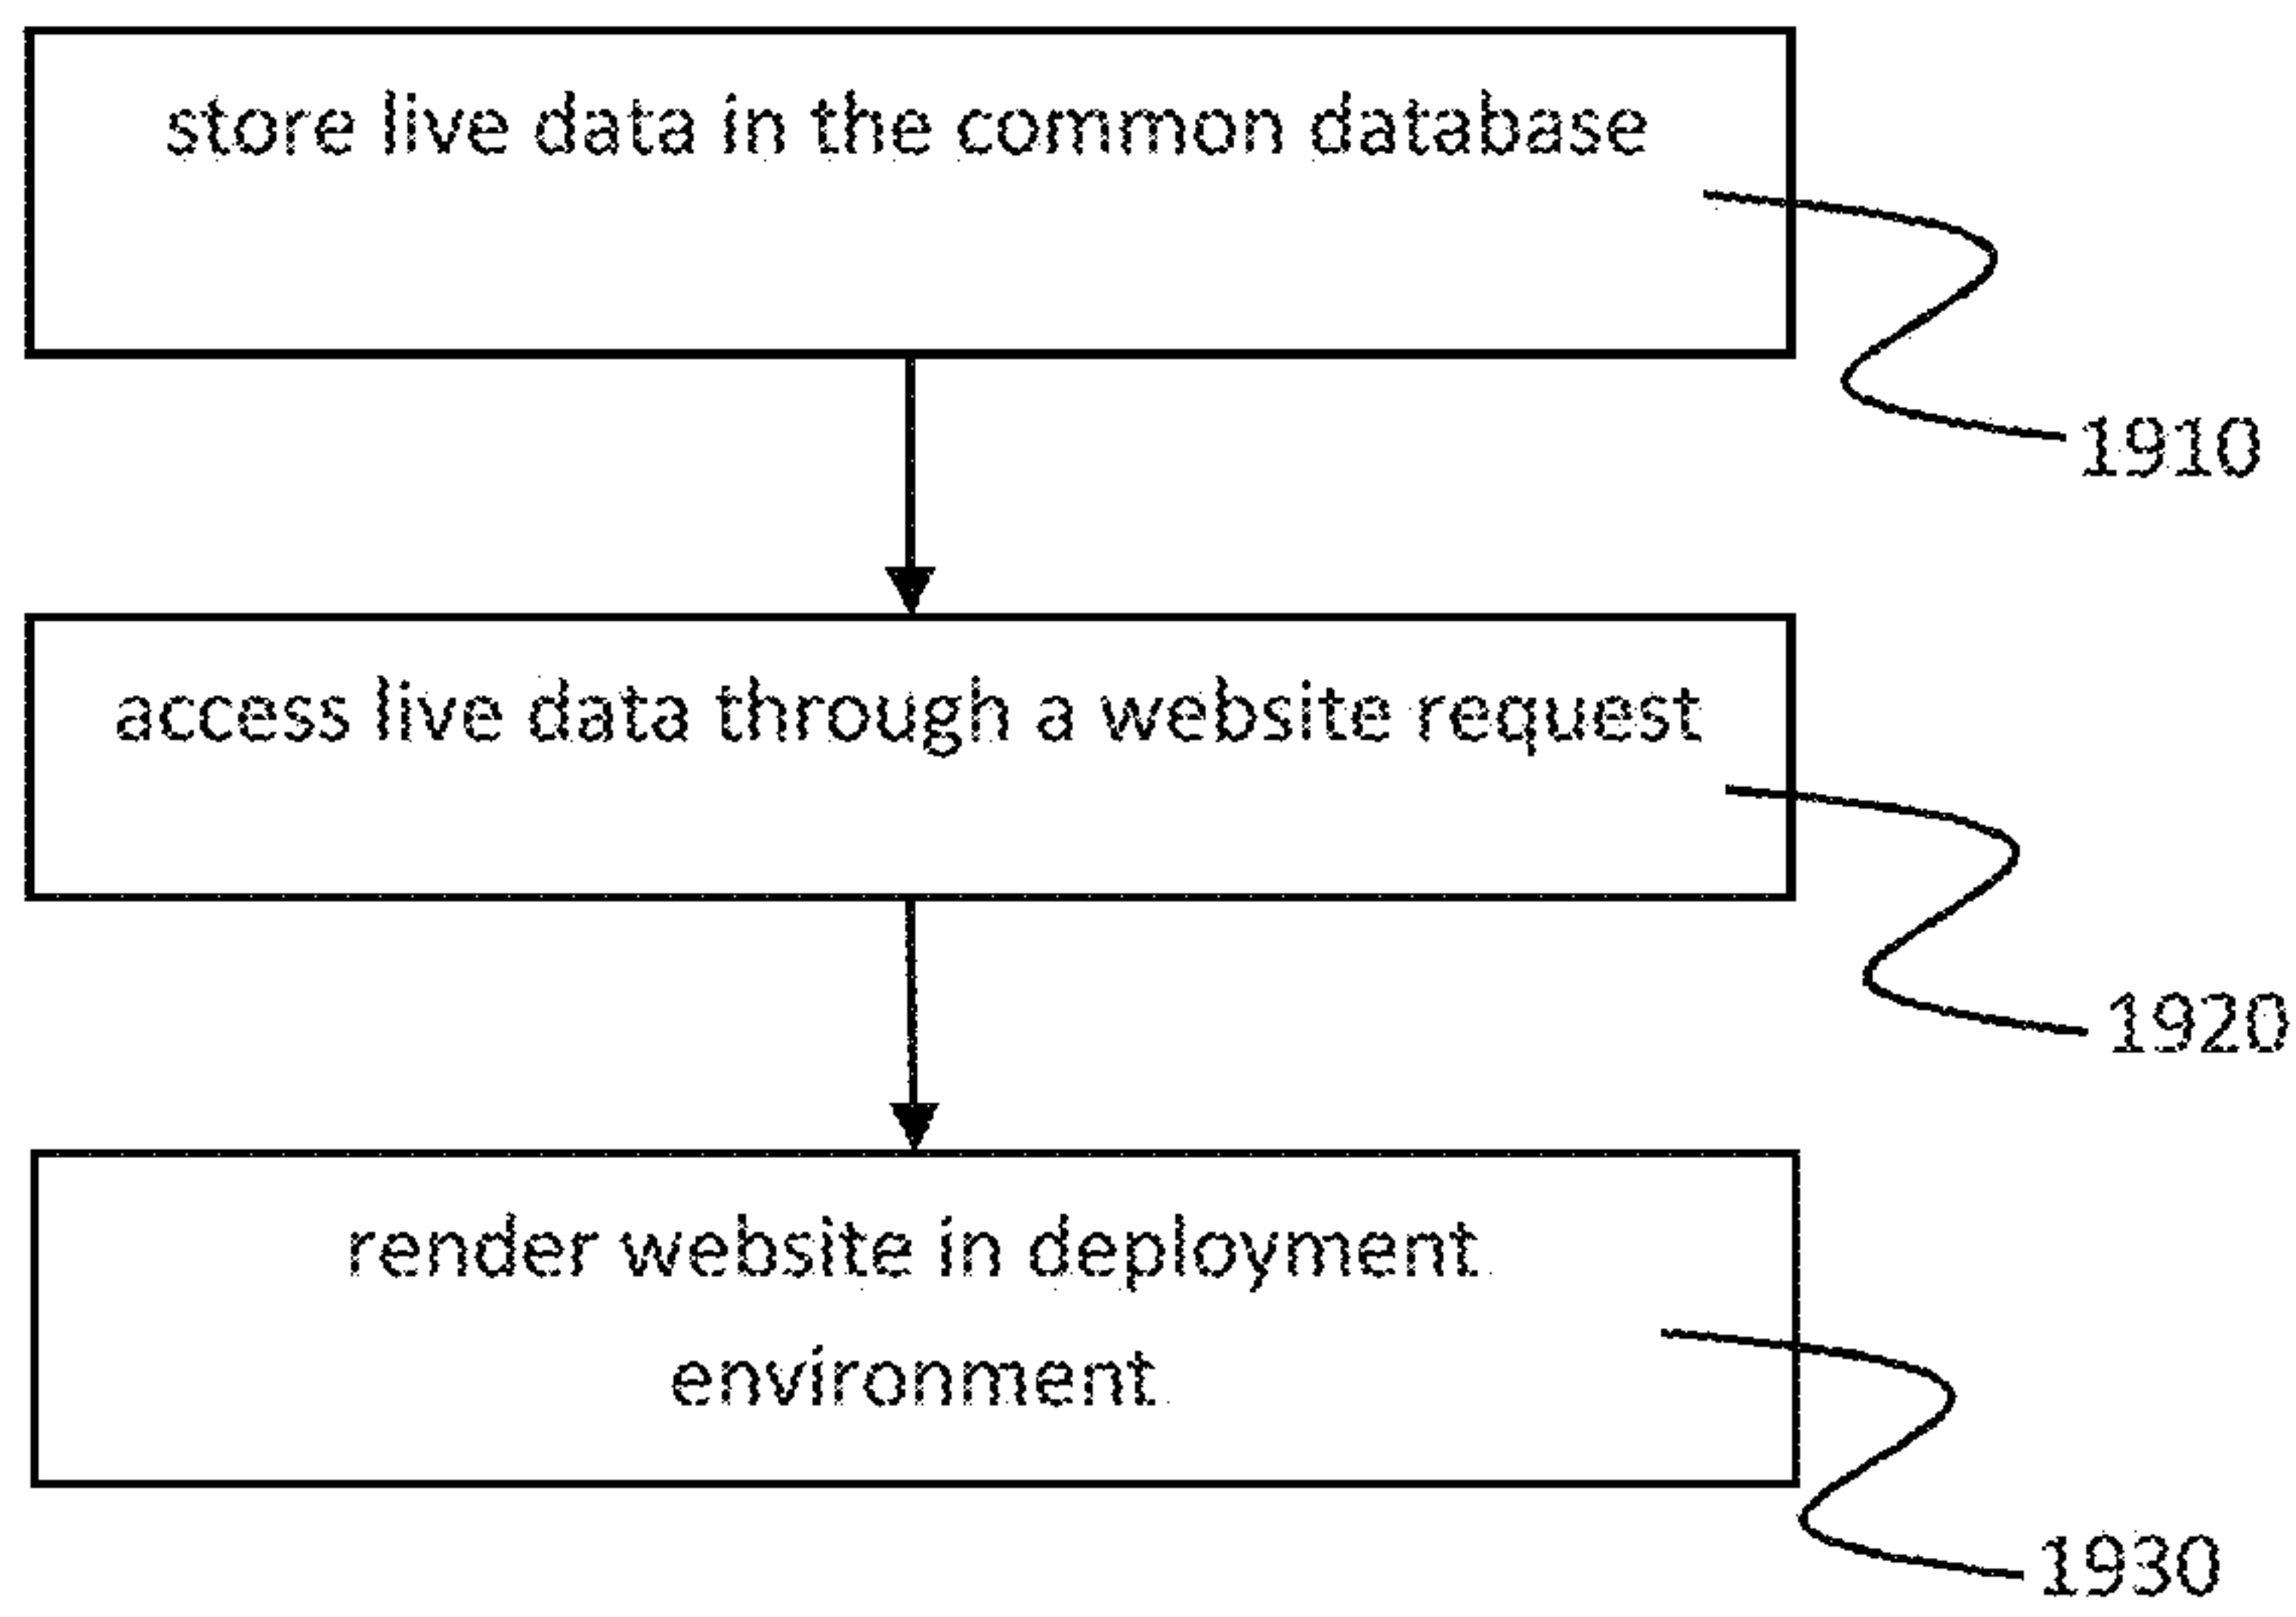 store live data in the common database
1910
access live data through a website request
1920
render website in deployment
environment
1930